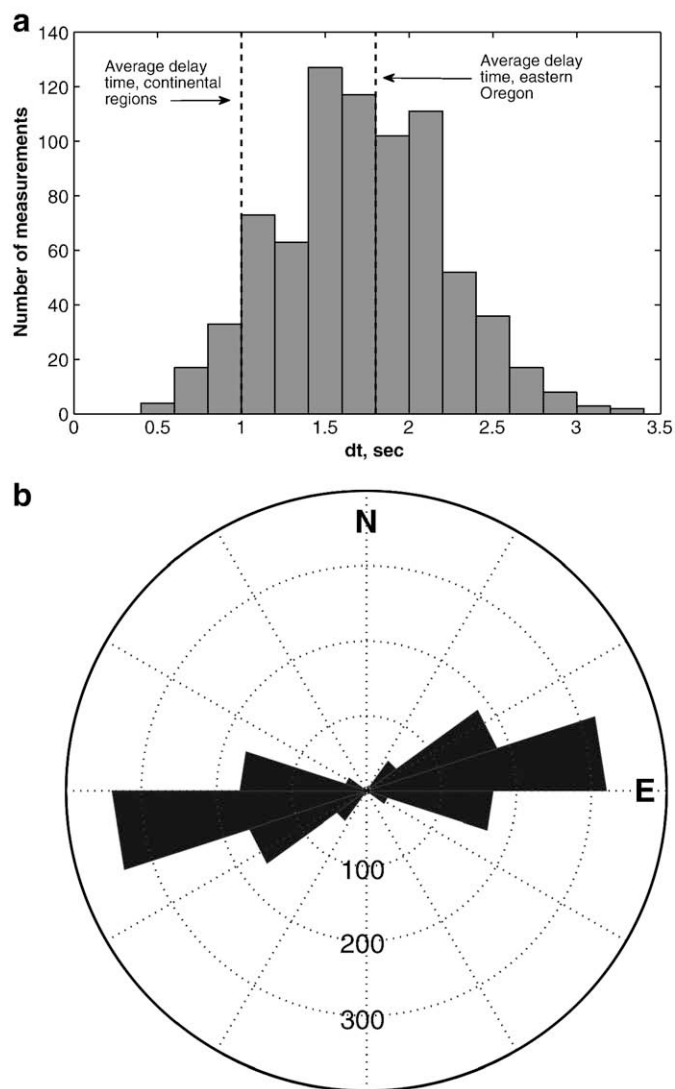 a
140
120
100
80
60
40
20
0
Number of measurements
Average delay
time, continental
regions
Average delay
time, eastern
Oregon
0 0.5 1 1.5 2 2.5 3 3.5
dt, sec
b
N
E
100
200
300